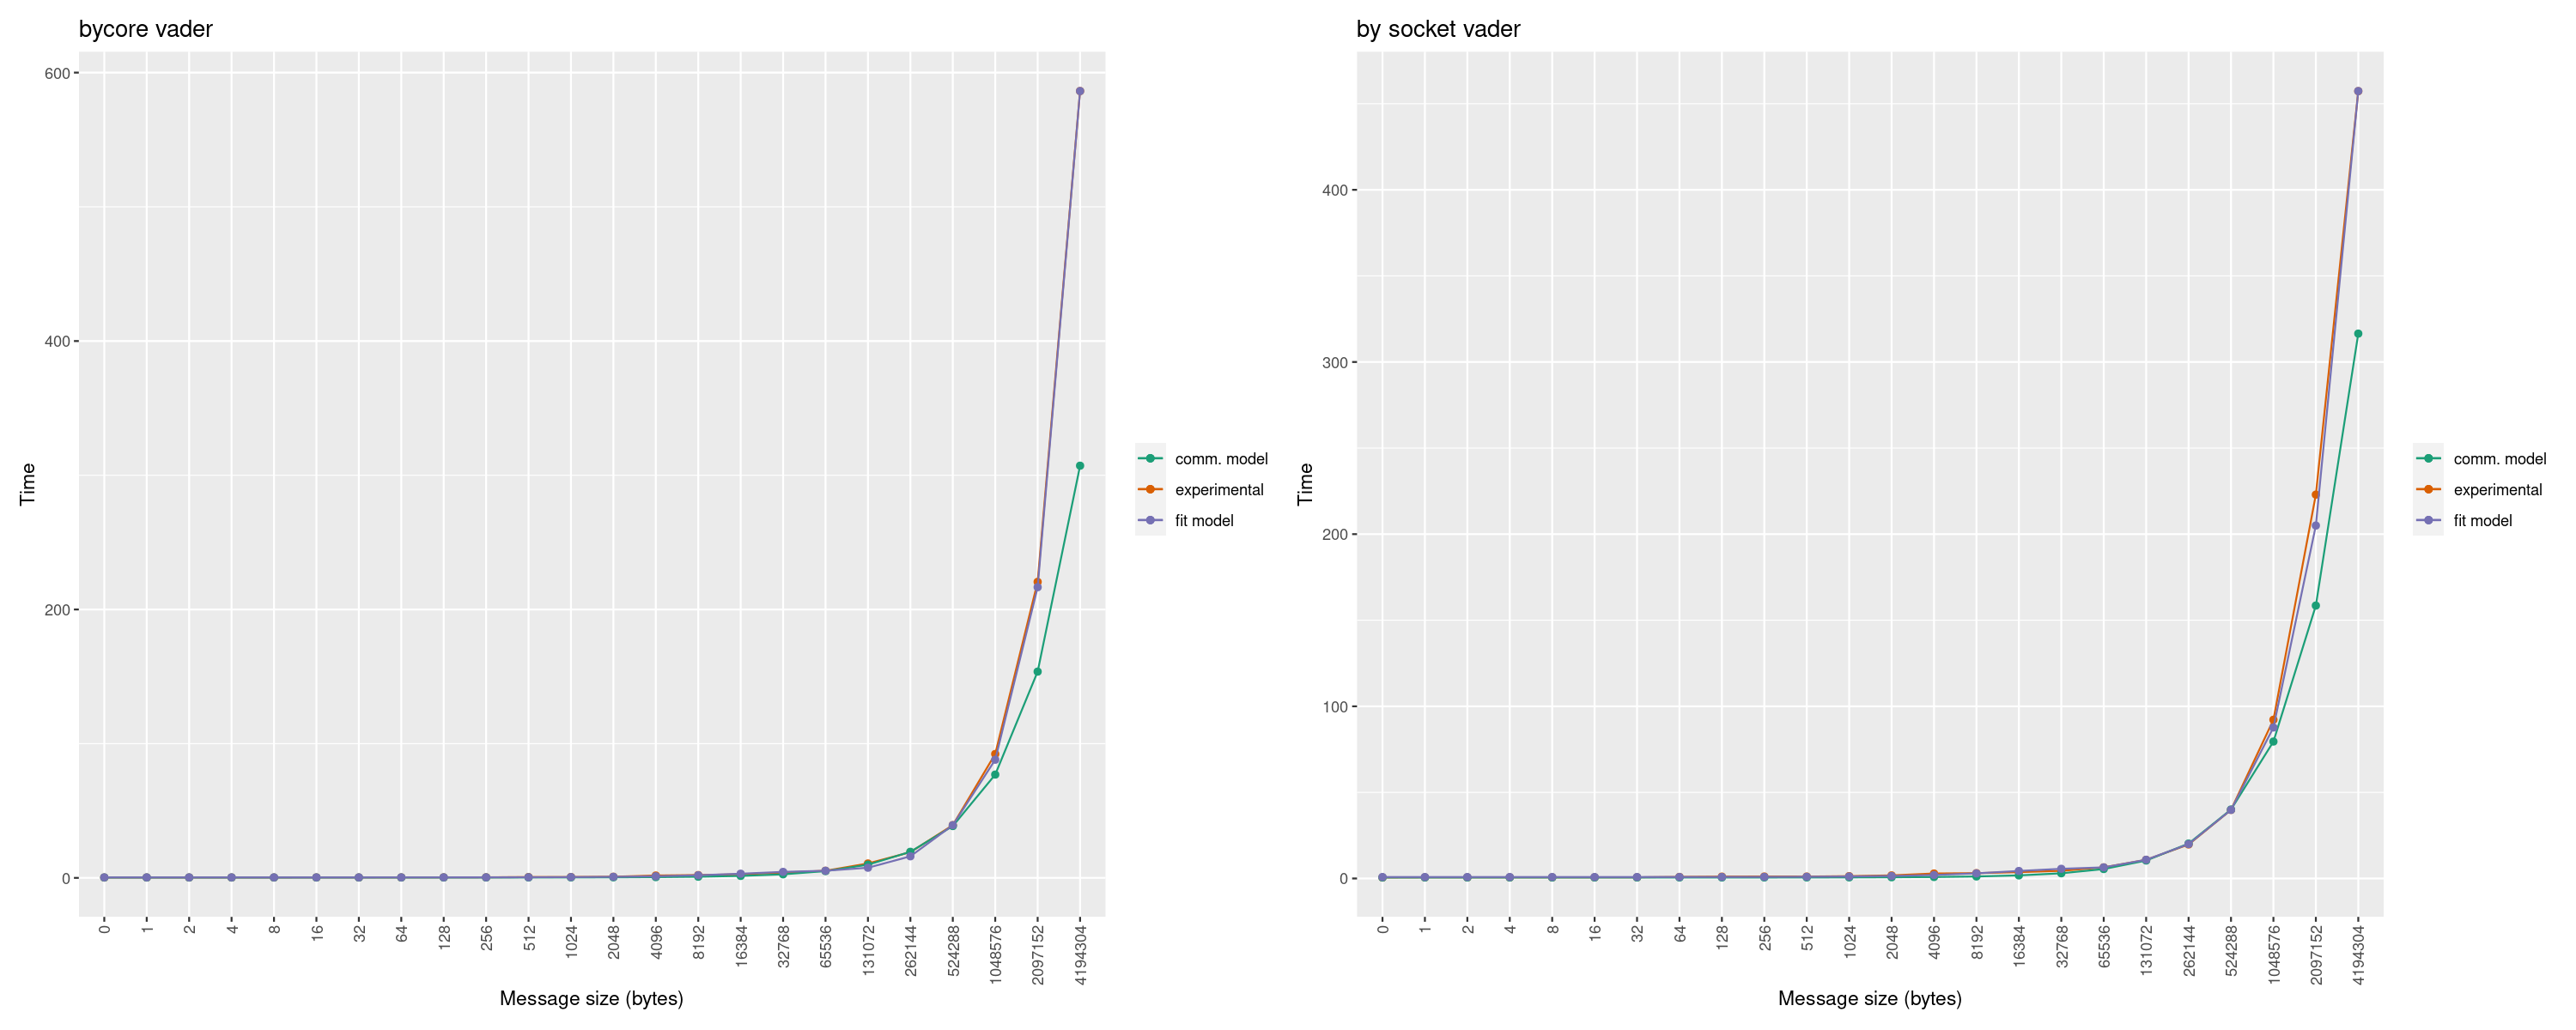 bycore vader
600
400
200
0
Time
0 1 2 4 8 16 32 64 128 256 512 1024 2048 4096 8192 16384 32768 65536 131072 262144 524288 1048576 2097152 4194304
Message size (bytes)
comm. model
experimental
fit model
by socket vader
400
300
200
100
0
Time
0 1 2 4 8 16 32 64 128 256 512 1024 2048 4096 8192 16384 32768 65536 131072 262144 524288 1048576 2097152 4194304
Message size (bytes)
comm. model
experimental
fit model